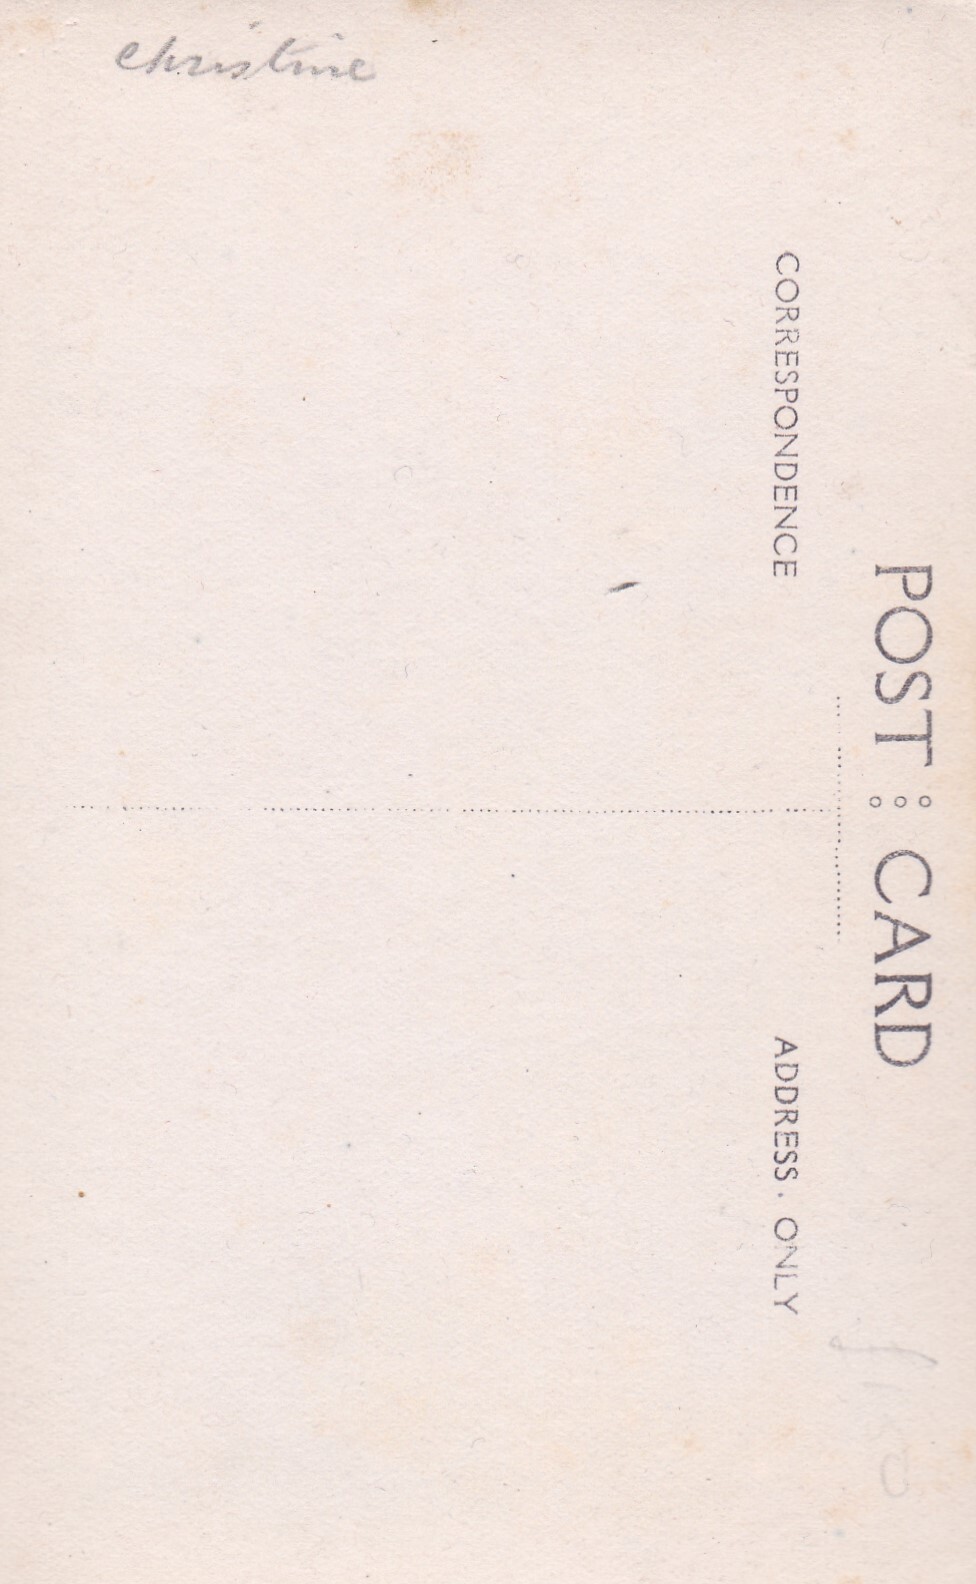 Christine
POST : CARD
CORRESPONDENCE
ADDRESS . ONLY